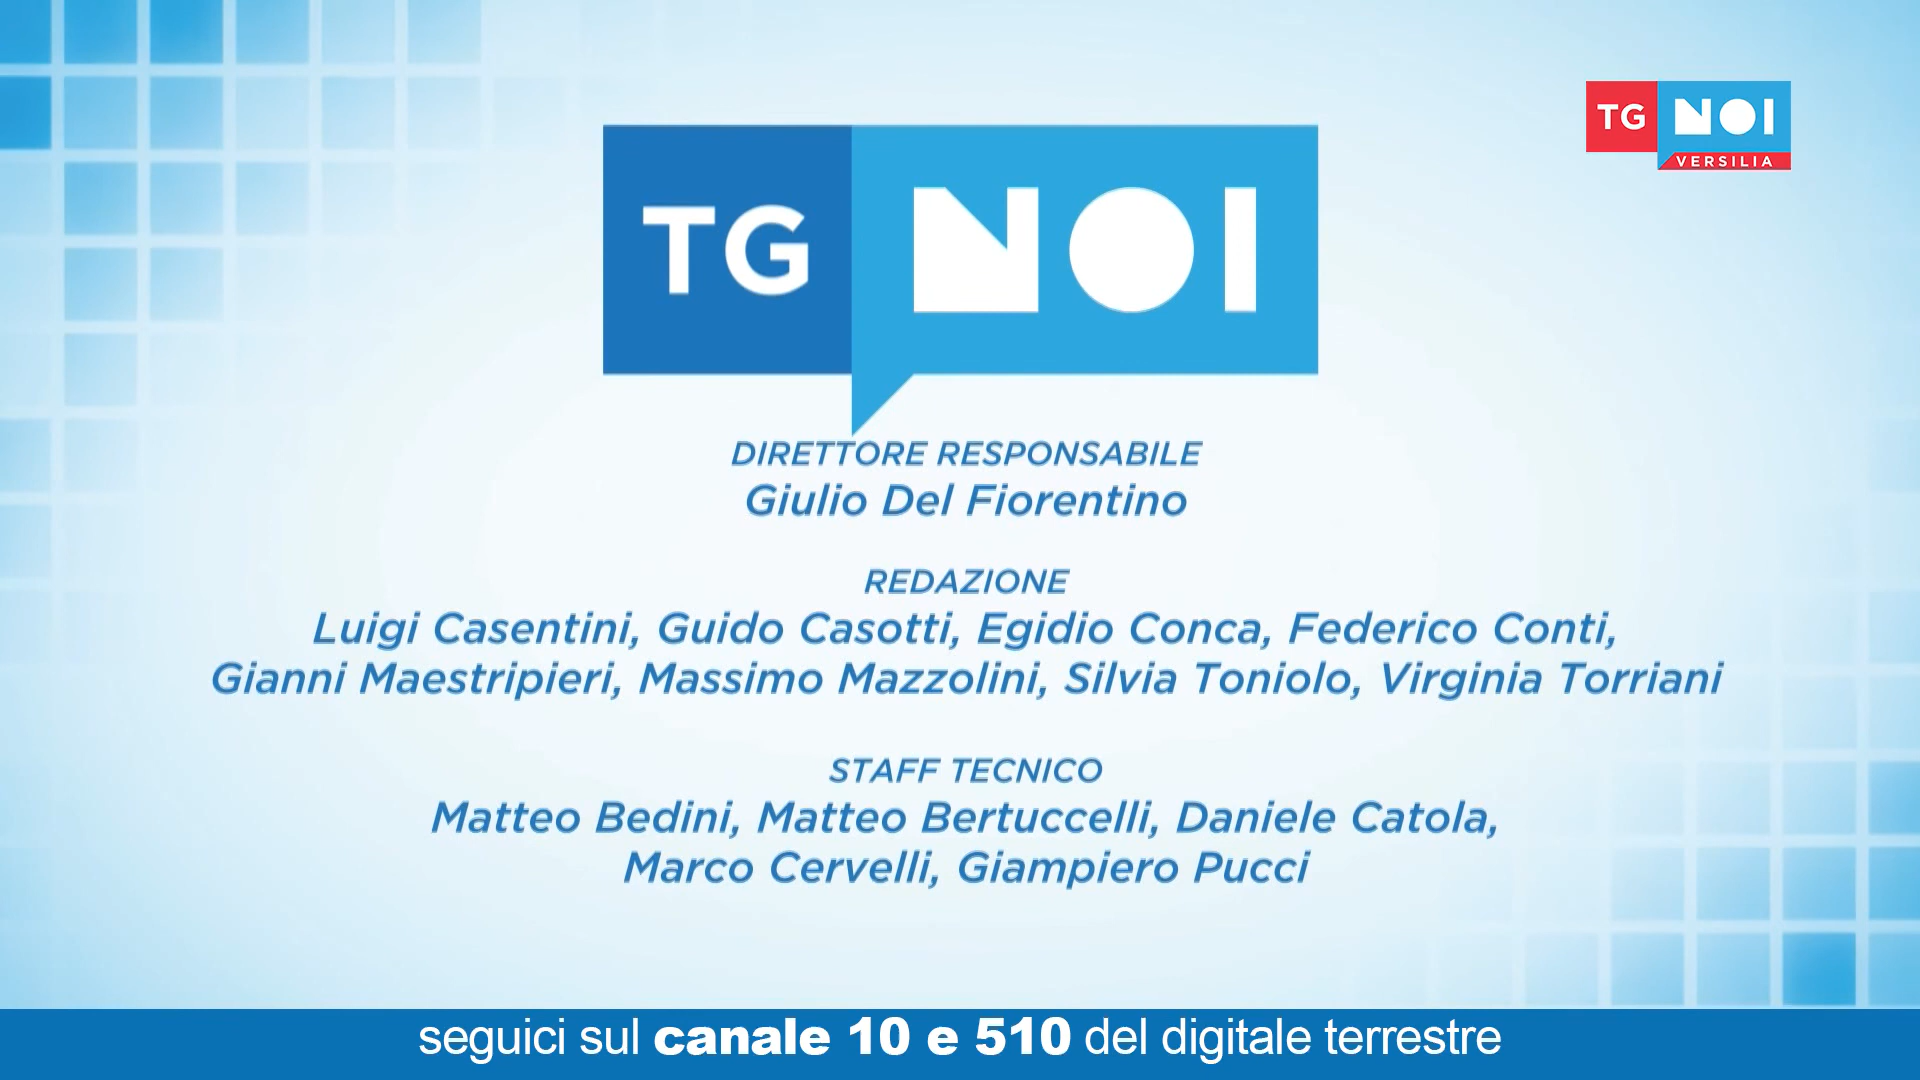 TG NOI
VERSILIA
TG NOI
DIRETTORE RESPONSABILE
Giulio Del Fiorentino
REDAZIONE
Luigi Casentini, Guido Casotti, Egidio Conca, Federico Conti,
Gianni Maestripieri, Massimo Mazzolini, Silvia Toniolo, Virginia Torriani
STAFF TECNICO
Matteo Bedini, Matteo Bertuccelli, Daniele Catola,
Marco Cervelli, Giampiero Pucci
seguici sul canale 10 e 510 del digitale terrestre